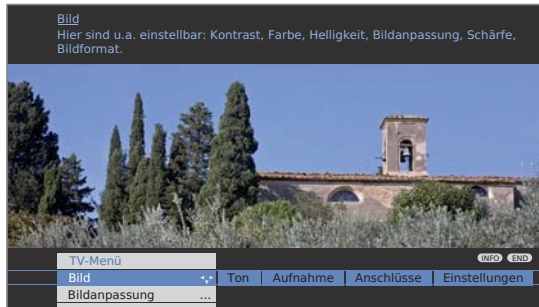 Bild
Hier sind u.a. einstellbar: Kontrast, Farbe, Helligkeit, Bildanpassung, Schärfe,
Bildformat.
INFO END
TV-Menü
Bild Ton Aufnahme Anschlüsse Einstellungen
Bildanpassung ...